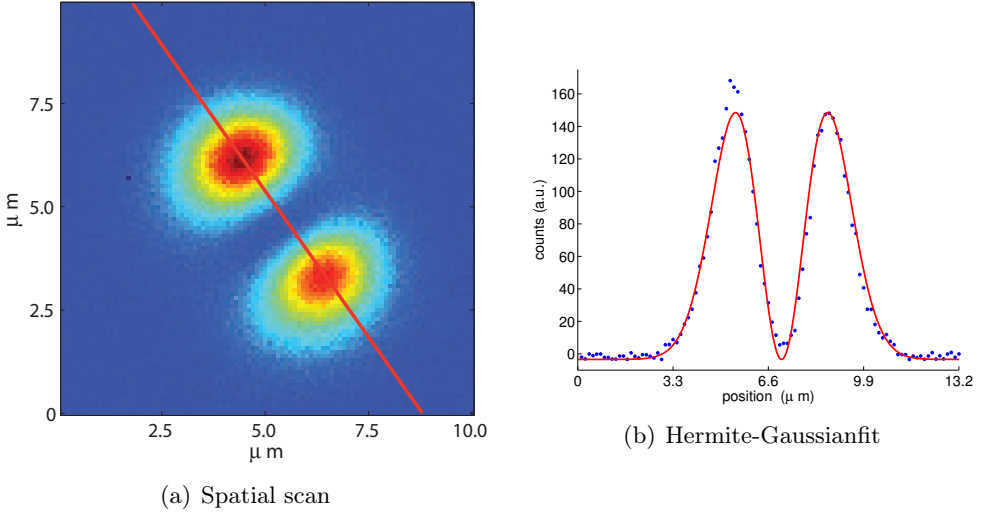 7.5
5.0
2.5
0
μ m
2.5 5.0 7.5 10.0
μ m
(a) Spatial scan
160
140
120
100
80
60
40
20
0
counts (a.u.)
0 3.3 6.6 9.9 13.2
position (μ m)
(b) Hermite-Gaussianfit